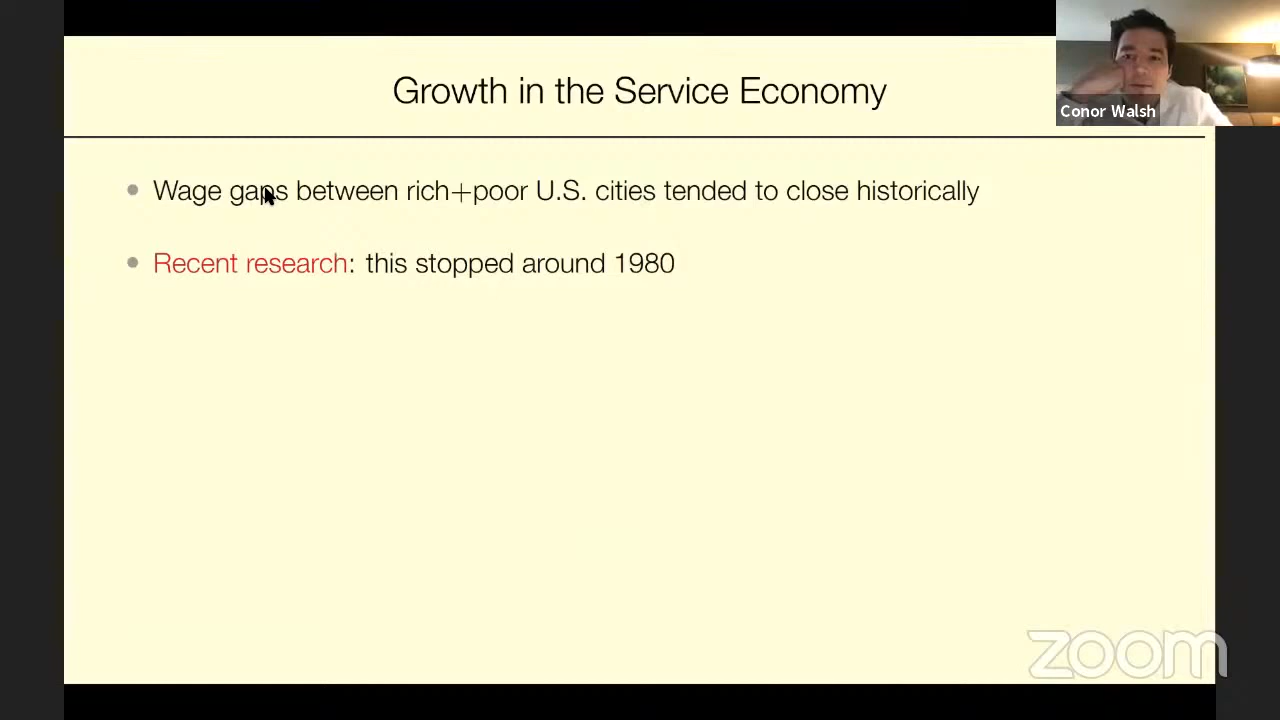 Growth in the Service Economy
Conor Walsh
Wage gaps between rich+poor U.S. cities tended to close historically
Recent research: this stopped around 1980
zoom